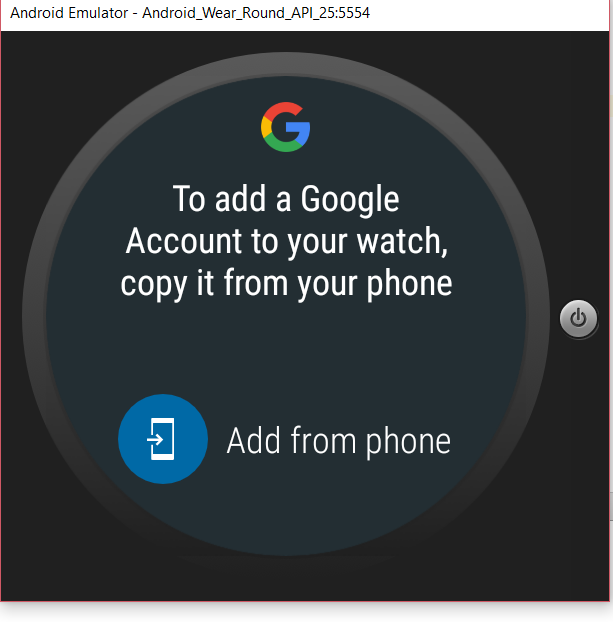 Android Emulator - Android_Wear_Round_API_25:5554
To add a Google
Account to your watch,
copy it from your phone
Add from phone